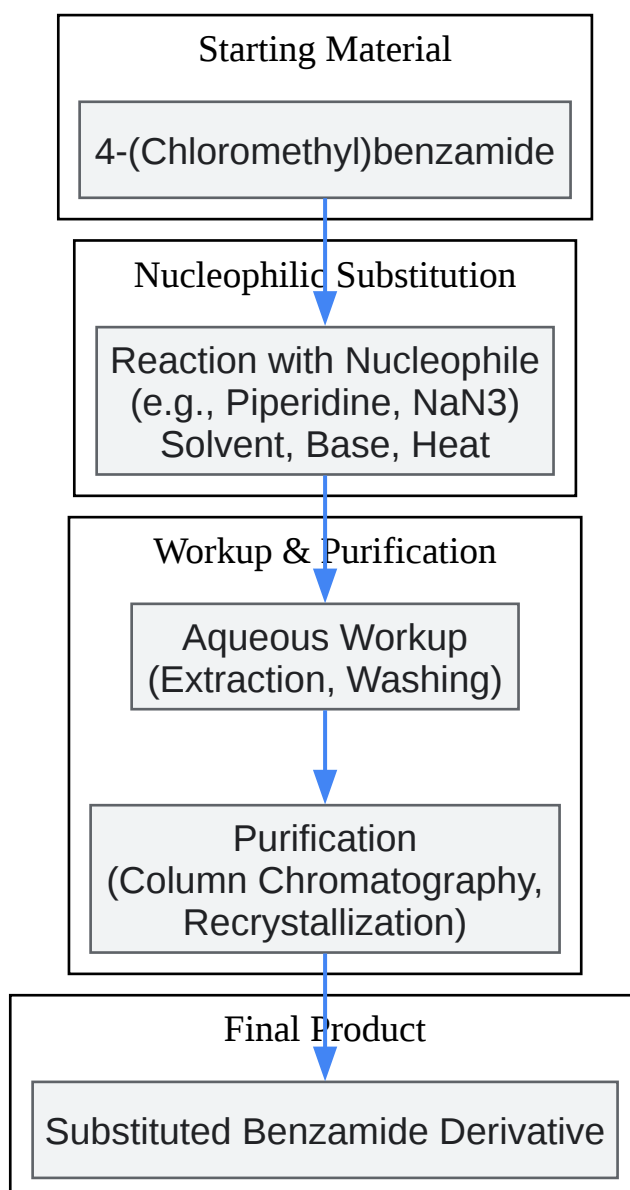 Starting Material
4-(Chloromethyl)benzamide
Nucleophilic Substitution
Reaction with Nucleophile
(e.g., Piperidine, NaN3)
Solvent, Base, Heat
Workup & Purification
Aqueous Workup
(Extraction, Washing)
Purification
(Column Chromatography,
Recrystallization)
Final Product
Substituted Benzamide Derivative